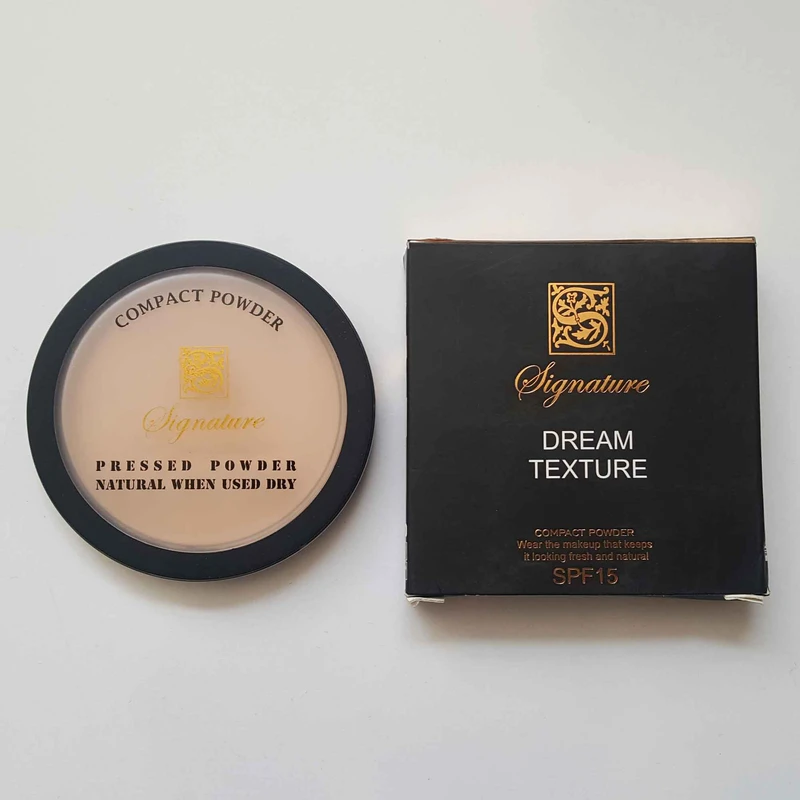 COMPACT POWDER
Signature
PRESSED POWDER
NATURAL WHEN USED DRY
S
Signature
DREAM
TEXTURE
COMPACT POWDER
Wear the makeup that keeps
it looking fresh and natural
SPF15